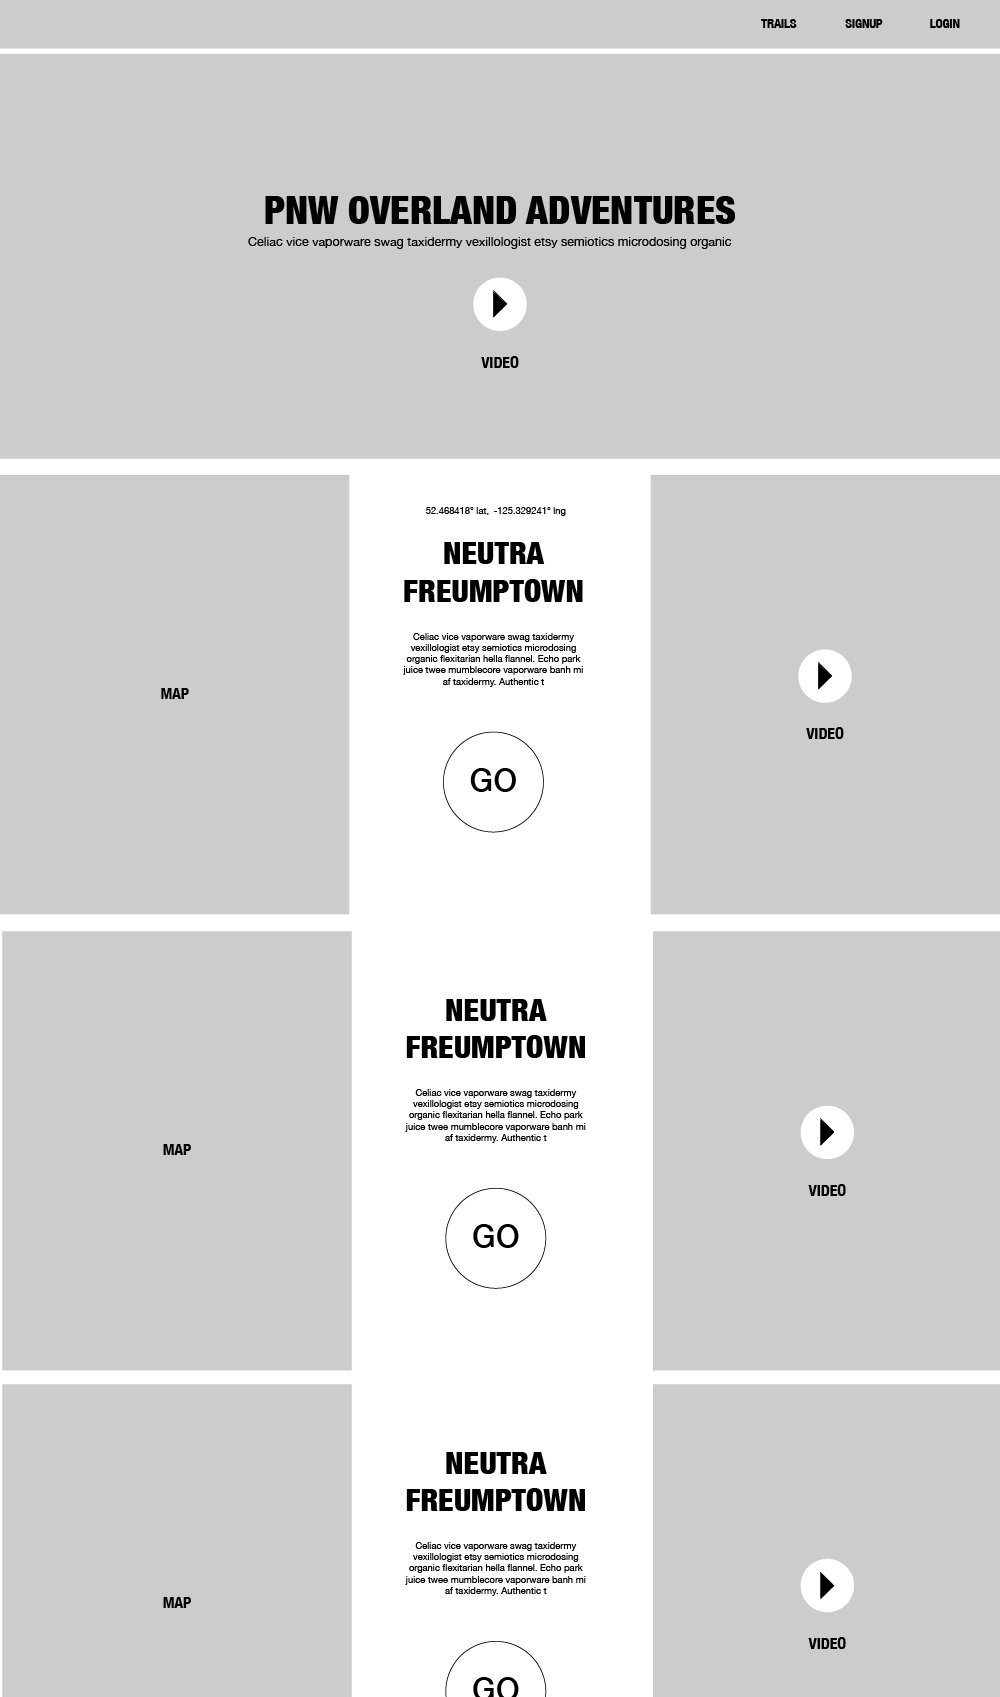 TRAILS SIGNUP LOGIN
PNW OVERLAND ADVENTURES
Celiac vice vaporware swag taxidermy vexillologist etsy semiotics microdosing organic
VIDEO
52.468418° lat, -125.329241° lng
NEUTRA
FREUMPTOWN
Celiac vice vaporware swag taxidermy
vexillologist etsy semiotics microdosing
organic flexitarian hella flannel. Echo park
juice twee mumblecore vaporware banh mi
af taxidermy. Authentic t
GO
MAP
VIDEO
NEUTRA
FREUMPTOWN
Celiac vice vaporware swag taxidermy
vexillologist etsy semiotics microdosing
organic flexitarian hella flannel. Echo park
juice twee mumblecore vaporware banh mi
af taxidermy. Authentic t
GO
MAP
VIDEO
NEUTRA
FREUMPTOWN
Celiac vice vaporware swag taxidermy
vexillologist etsy semiotics microdosing
organic flexitarian hella flannel. Echo park
juice twee mumblecore vaporware banh mi
af taxidermy. Authentic t
GO
MAP
VIDEO